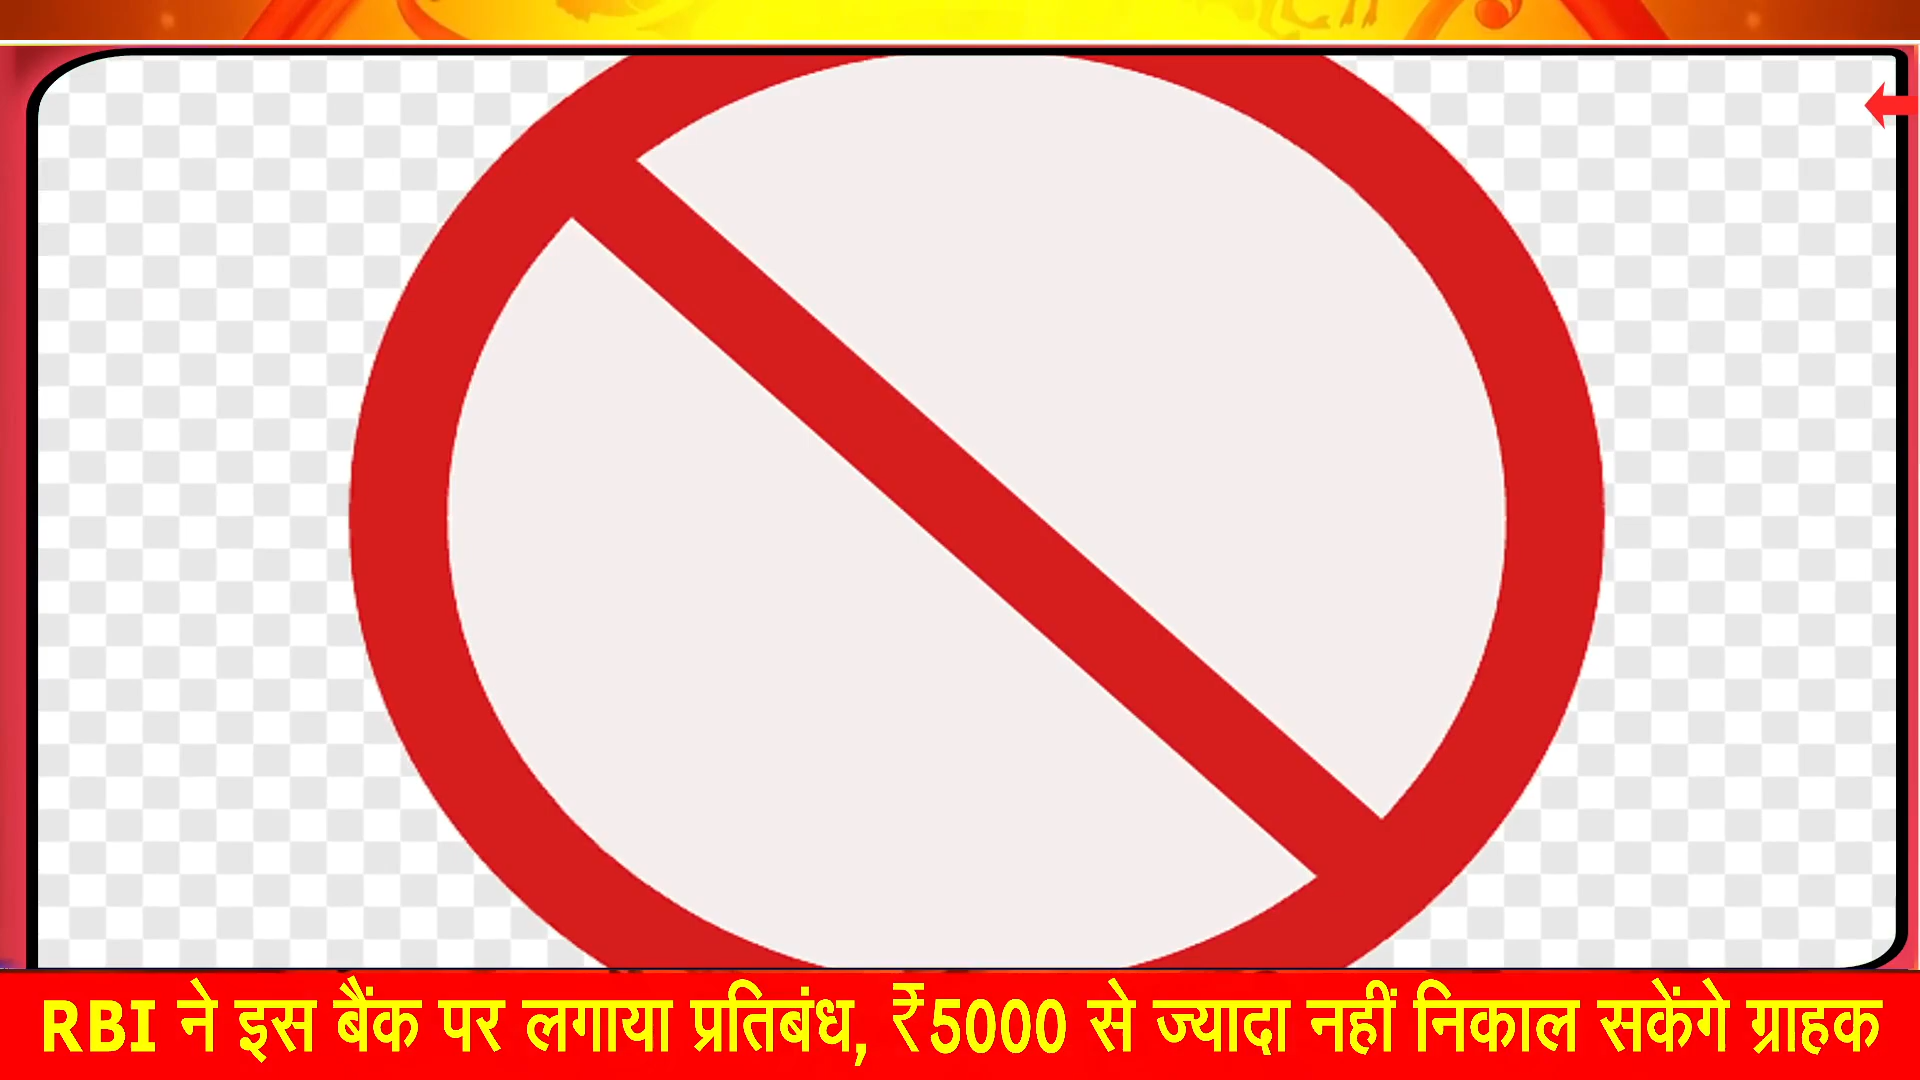 RBI ने इस बैंक पर लगाया प्रतिबंध, ₹5000 से ज्यादा नहीं निकाल सकेंगे ग्राहक